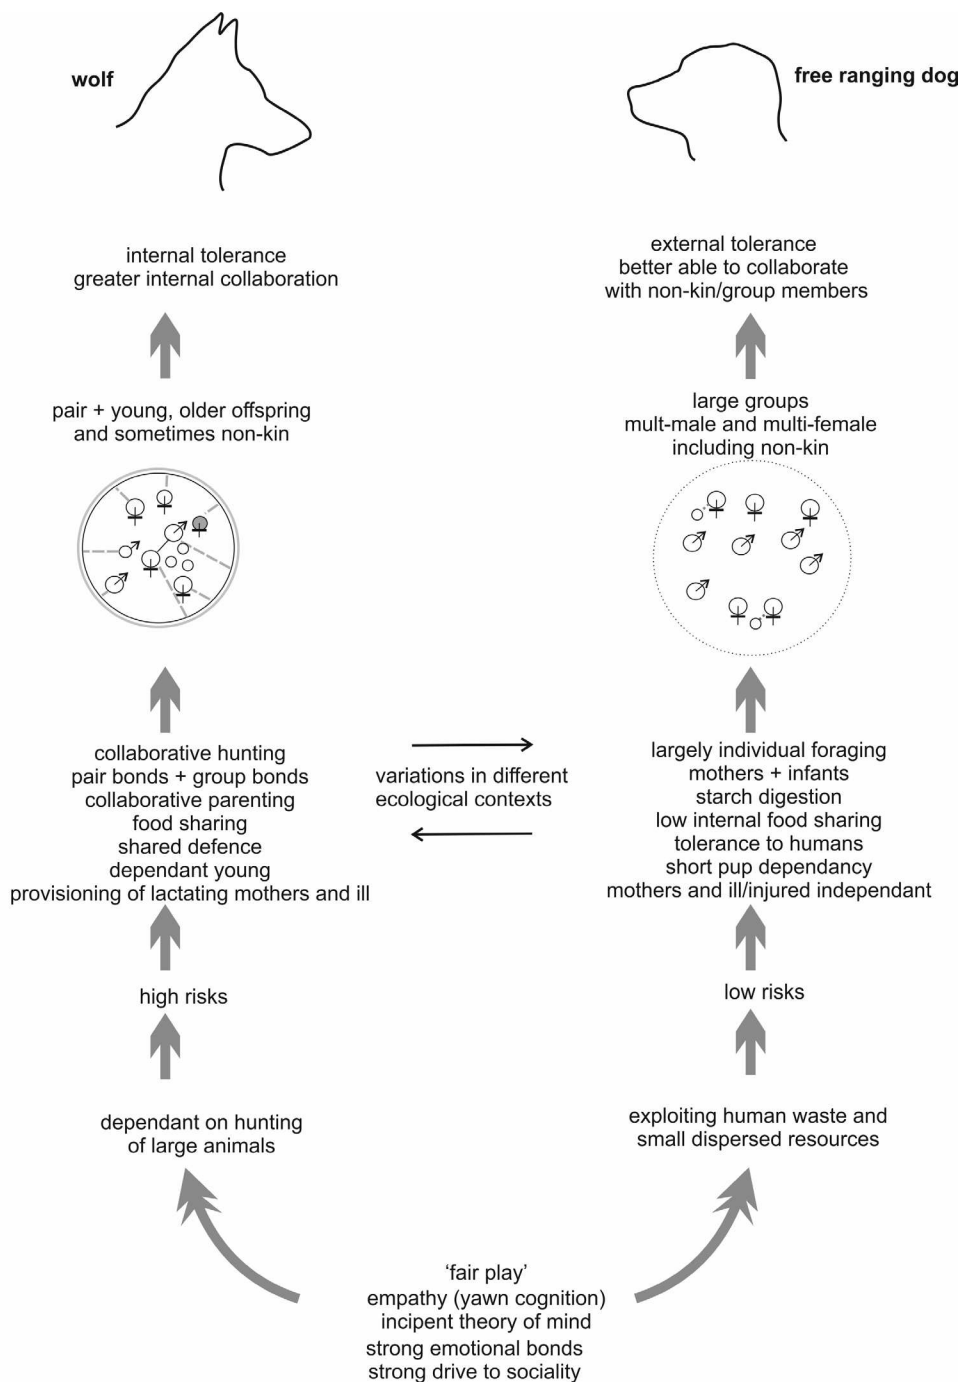 wolf
free ranging dog
internal tolerance
greater internal collaboration
external tolerance
better able to collaborate
with non-kin/group members
pair + young, older offspring
and sometimes non-kin
large groups
mult-male and multi-female
including non-kin
collaborative hunting
pair bonds + group bonds
collaborative parenting
food sharing
shared defence
dependant young
provisioning of lactating mothers and ill
variations in different
ecological contexts
largely individual foraging
mothers + infants
starch digestion
low internal food sharing
tolerance to humans
short pup dependancy
mothers and ill/injured independant
high risks
low risks
dependant on hunting
of large animals
exploiting human waste and
small dispersed resources
‘fair play’
empathy (yawn cognition)
incipent theory of mind
strong emotional bonds
strong drive to sociality